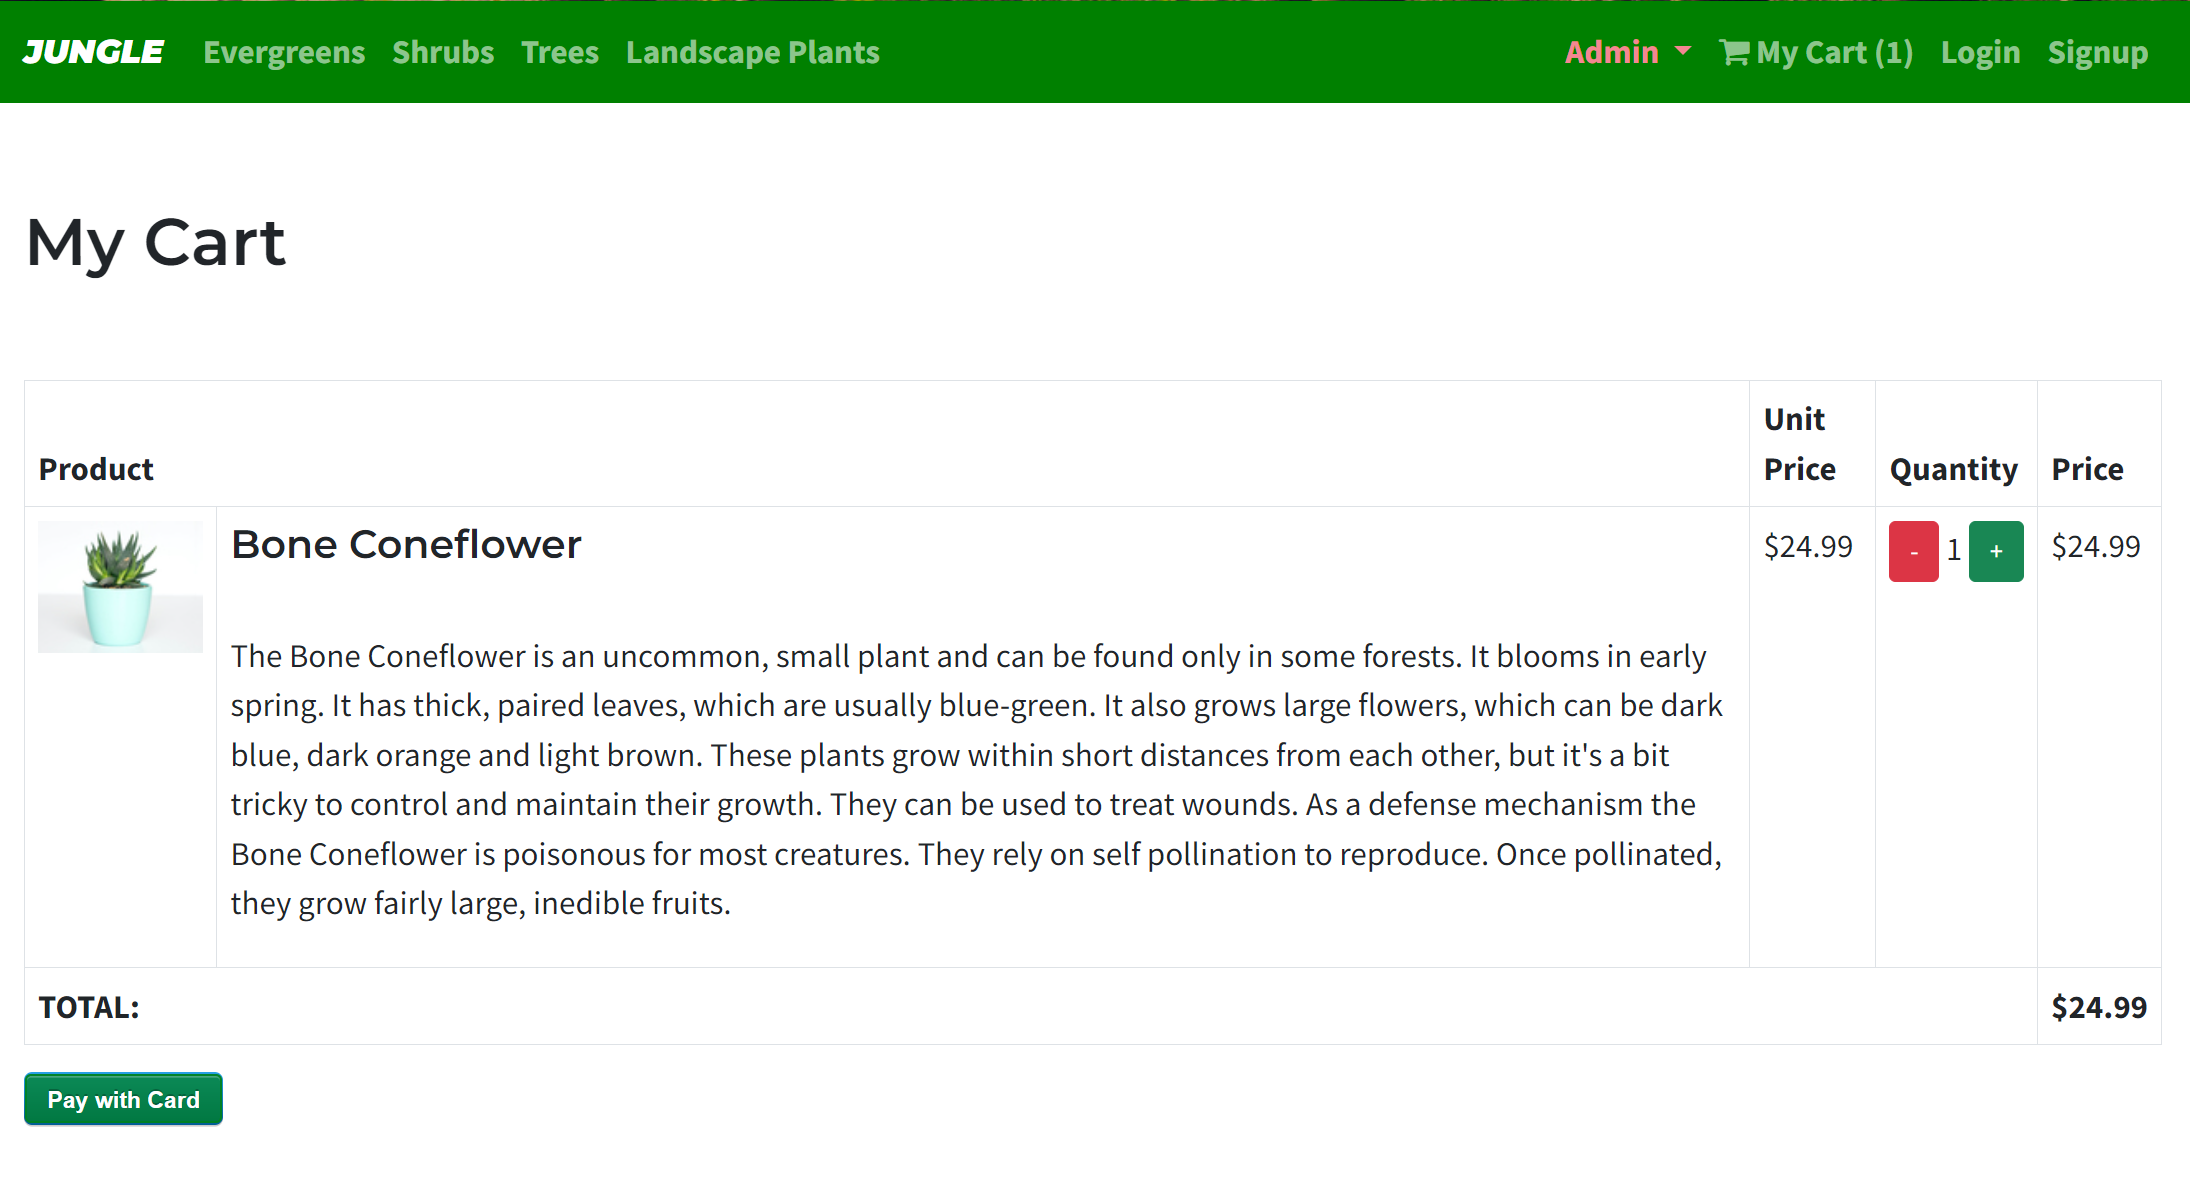 JUNGLE Evergreens Shrubs Trees Landscape Plants Admin My Cart (1) Login Signup
My Cart
Product Unit Price Quantity Price
Bone Coneflower $24.99 - 1 + $24.99
The Bone Coneflower is an uncommon, small plant and can be found only in some forests. It blooms in early
spring. It has thick, paired leaves, which are usually blue-green. It also grows large flowers, which can be dark
blue, dark orange and light brown. These plants grow within short distances from each other, but it's a bit
tricky to control and maintain their growth. They can be used to treat wounds. As a defense mechanism the
Bone Coneflower is poisonous for most creatures. They rely on self pollination to reproduce. Once pollinated,
they grow fairly large, inedible fruits.
TOTAL: $24.99
Pay with Card